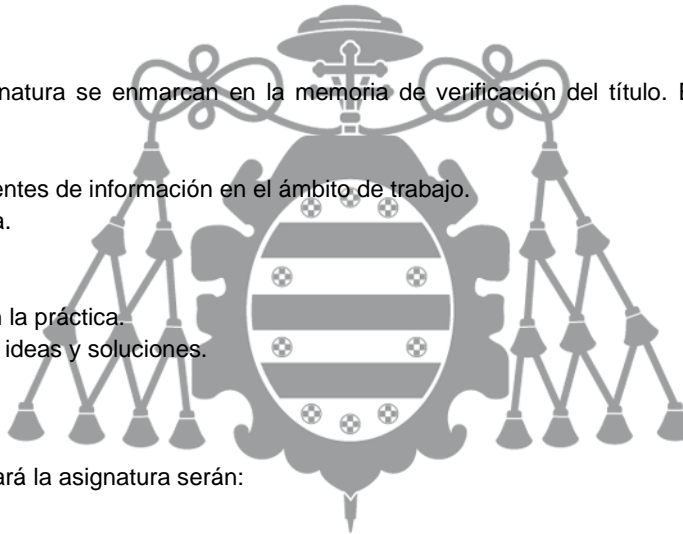 natura se enmarcan en la memoria de verificación del título. E
entes de información en el ámbito de trabajo.
a.
n la práctica.
ideas y soluciones.
ará la asignatura serán: